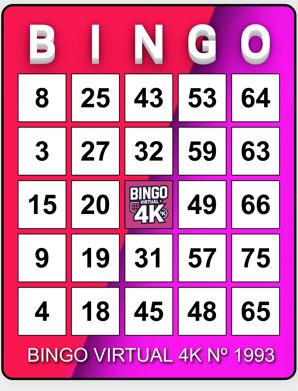 BINGO
8 25 43 53 64
3 27 32 59 63
15 20 BINGO VIRTUAL 4K 49 66
9 19 31 57 75
4 18 45 48 65
BINGO VIRTUAL 4K Nº 1993